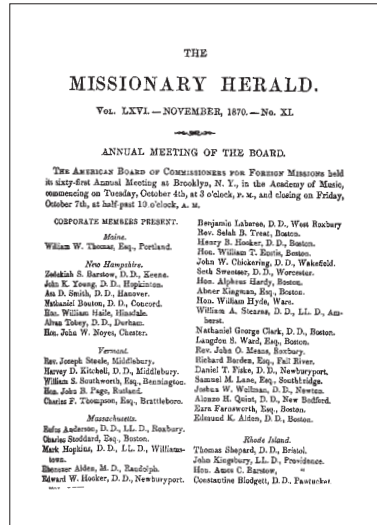 THE
MISSIONARY HERALD.
VOL. LXVI.—NOVEMBER, 1870.—No. XI.
ANNUAL MEETING OF THE BOARD.
THE AMERICAN BOARD OF COMMISSIONERS FOR FOREIGN MISSIONS held
its sixty-first Annual Meeting at Brooklyn, N. Y., in the Academy of Music,
commencing on Tuesday, October 4th, at 3 o'clock, P. M., and closing on Friday,
October 7th, at half-past 10 o'clock, A. M.
CORPORATE MEMBERS PRESENT.
Maine.
William W. Thomas, Esq., Portland.
New Hampshire.
Zedekiah S. Barstow, D. D., Keene.
John K. Young, D. D., Hopkinton.
Asa D. Smith, D. D., Hanover.
Nathaniel Bouton, D. D., Concord.
Hon. William Haile, Hinsdale.
Alvan Tobey, D. D., Durham.
Hon. John W. Noyes, Chester.
Vermont.
Rev. Joseph Steele, Middlebury.
Harvey D. Kitchell, D. D., Middlebury.
William S. Southworth, Esq., Bennington.
Hon. John B. Page, Rutland.
Charles F. Thompson, Esq., Brattleboro.
Massachusetts.
Rufus Anderson, D. D., LL. D., Roxbury.
Charles Stoddard, Esq., Boston.
Mark Hopkins, D. D., LL. D., Williams-
town.
Ebenezer Alden, M. D., Randolph.
Edward W. Hooker, D. D., Newburyport.
Benjamin Labaree, D. D., West Roxbury
Rev. Selah B. Treat, Boston.
Henry B. Hooker, D. D., Boston.
Hon. William T. Eustis, Boston.
John W. Chickering, D. D., Wakefield.
Seth Sweetser, D. D., Worcester.
Hon. Alpheus Hardy, Boston.
Abner Kingman, Esq., Boston.
Hon. William Hyde, Ware.
William A. Stearns, D. D., LL. D., Am-
herst.
Nathaniel George Clark, D. D., Boston.
Langdon S. Ward, Esq., Boston.
Rev. John O. Means, Roxbury.
Richard Borden, Esq., Fall River.
Daniel T. Fiske, D. D., Newburyport.
Samuel M. Lane, Esq., Southbridge.
Joshua W. Wellman, D. D., Newton.
Alonzo H. Quint, D. D., New Bedford.
Ezra Farnsworth, Esq., Boston.
Edmund K. Alden, D. D., Boston.
Rhode Island.
Thomas Shepard, D. D., Bristol.
John Kingsbury, LL. D., Providence.
Hon. Amos C. Barstow, "
Constantine Blodgett, D. D., Pawtucket.